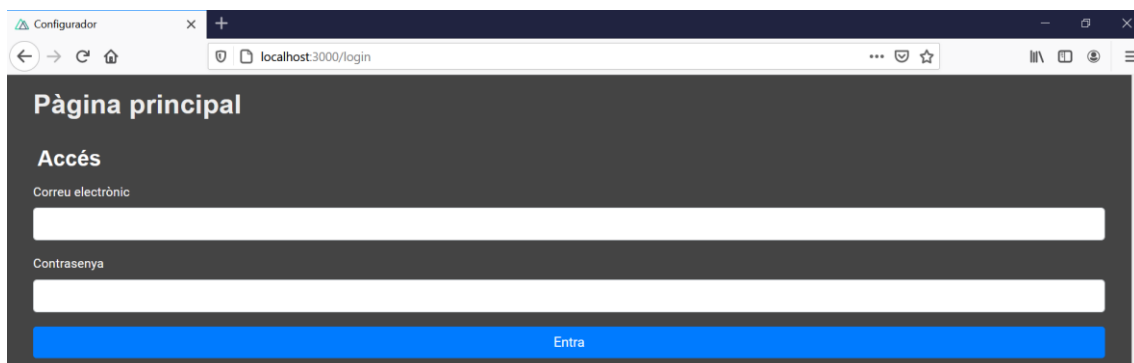 Configurador
localhost:3000/login
Pàgina principal
Accés
Correu electrònic
Contrasenya
Entra